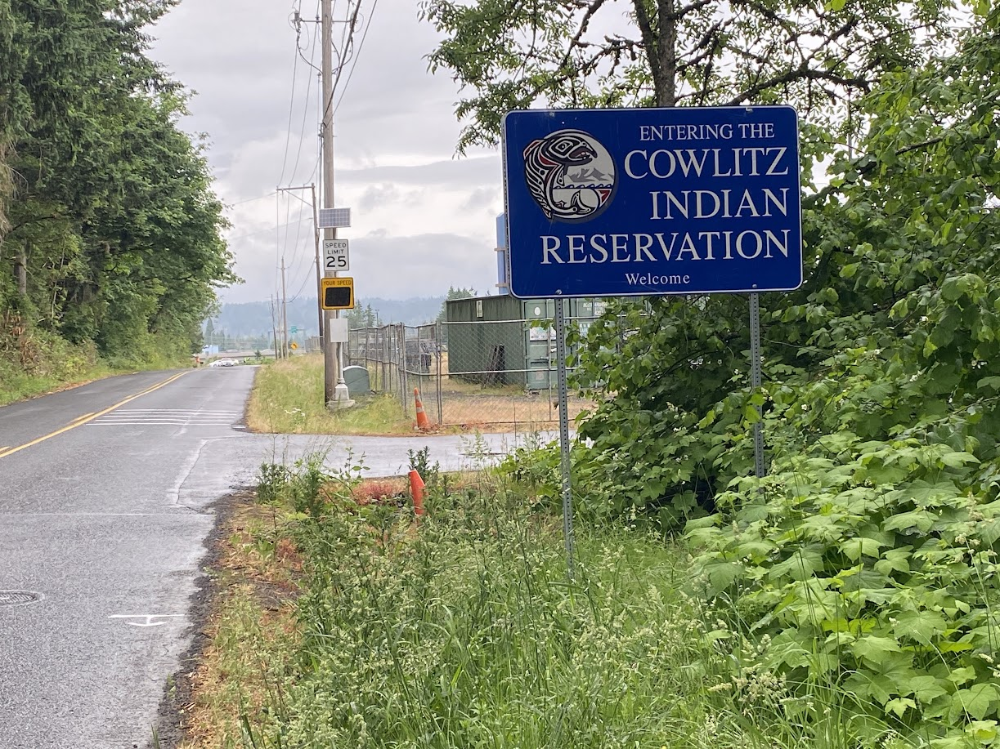 ENTERING THE
COWLITZ
INDIAN
RESERVATION
Welcome
SPEED
LIMIT
25
YOUR SPEED